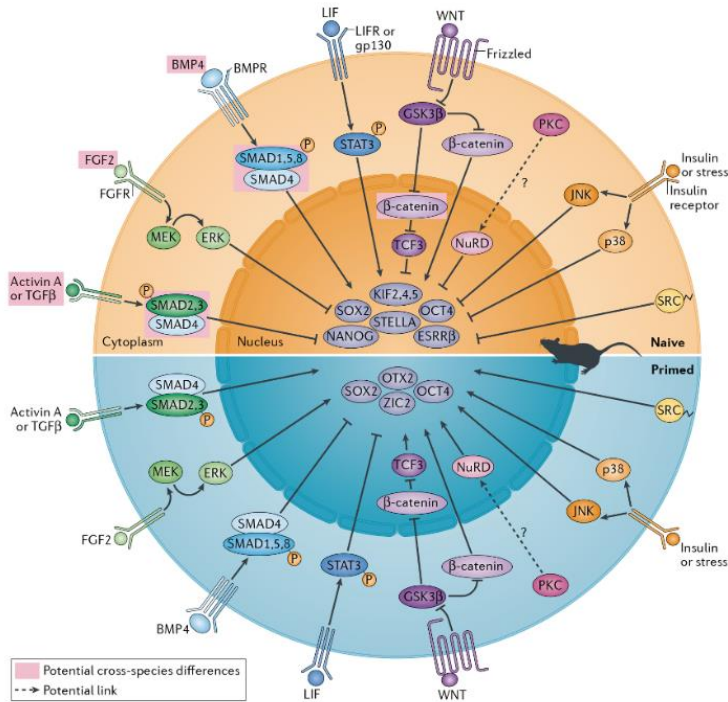 LIF
LIFR or
gp130
WNT
Frizzled
BMP4
BMPR
GSK3β
β-catenin
PKC
P
SMAD1,5,8
SMAD4
P
STAT3
FGF2
FGFR
Insulin
or stress
Insulin
receptor
JNK
?
β-catenin
MEK
ERK
TCF3
NuRD
p38
Activin A
or TGFβ
P
SMAD2,3
SMAD4
KlF2,4,5
SOX2
OCT4
STELLA
NANOG
ESRRβ
SRC
Cytoplasm
Nucleus
Naive
Primed
SMAD4
SMAD2,3
P
Activin A
or TGFβ
OTX2
SOX2
OCT4
ZIC2
SRC
MEK
ERK
TCF3
NuRD
p38
FGF2
β-catenin
JNK
SMAD4
SMAD1,5,8
P
?
Insulin
or stress
STAT3
P
β-catenin
GSK3β
PKC
BMP4
LIF
WNT
Potential cross-species differences
Potential link